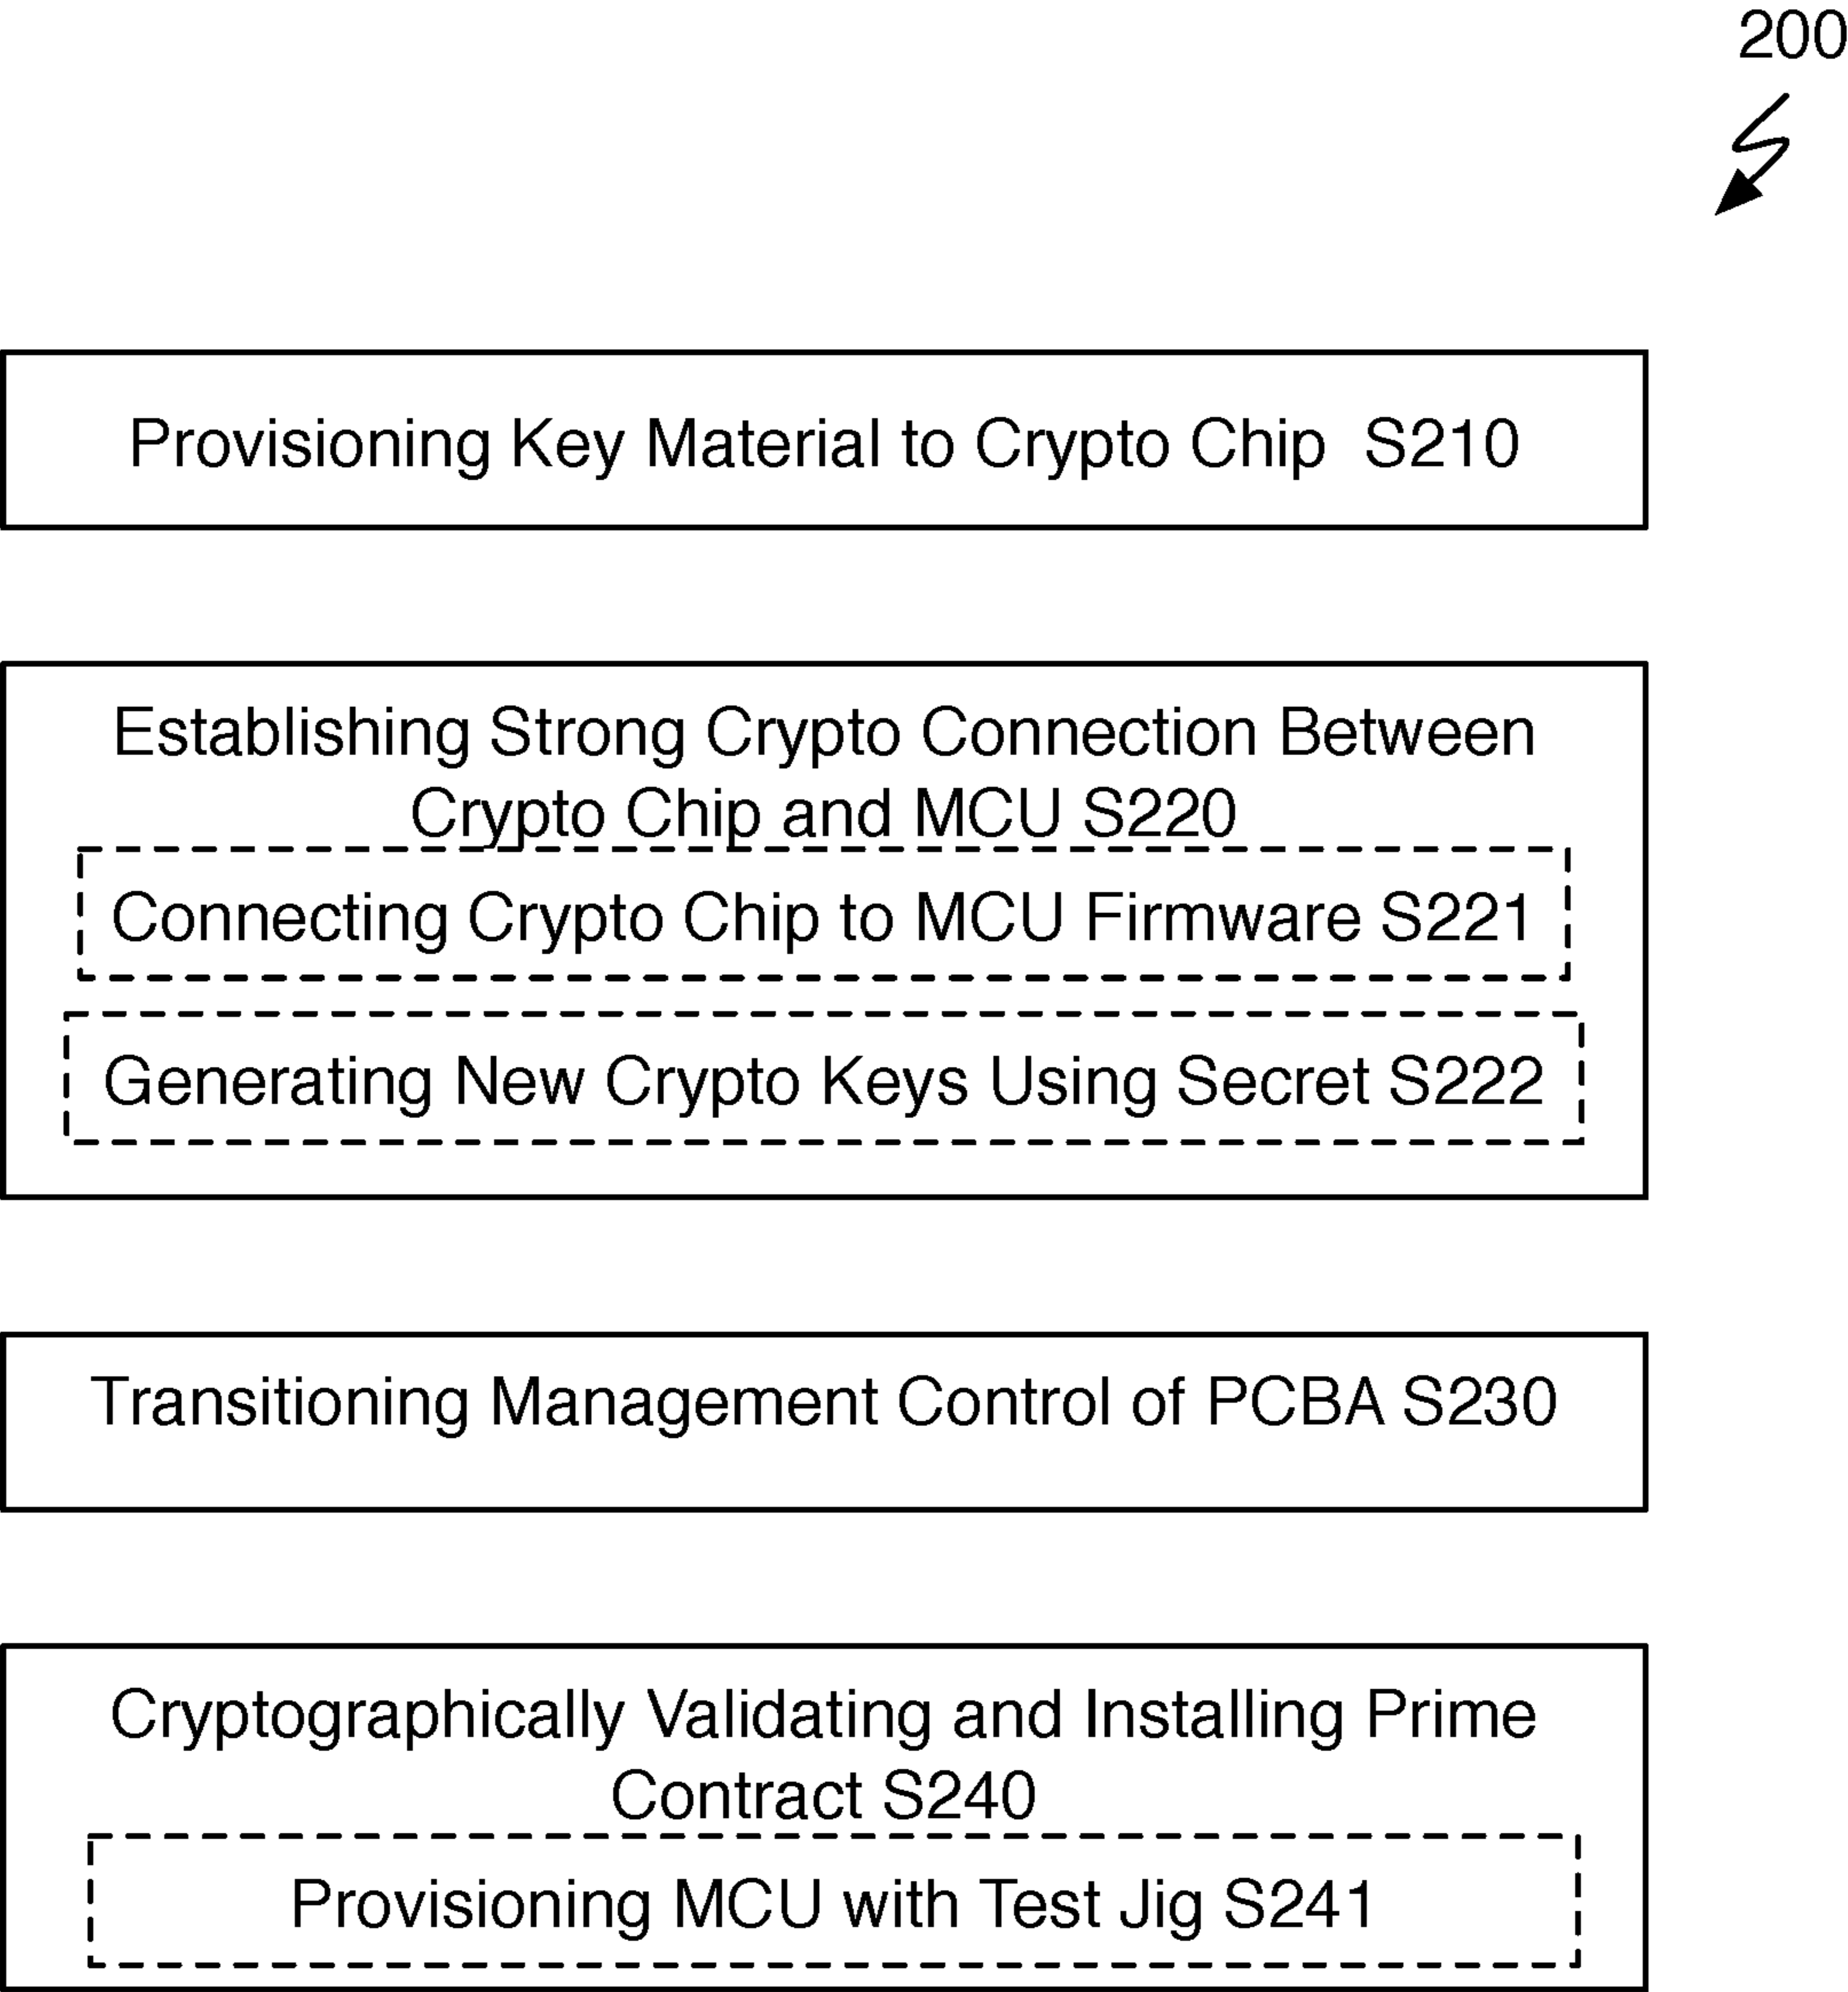 200
Provisioning Key Material to Crypto Chip S210
Establishing Strong Crypto Connection Between
Crypto Chip and MCU S220
Connecting Crypto Chip to MCU Firmware S221
Generating New Crypto Keys Using Secret S222
Transitioning Management Control of PCBA S230
Cryptographically Validating and Installing Prime
Contract S240
Provisioning MCU with Test Jig S241